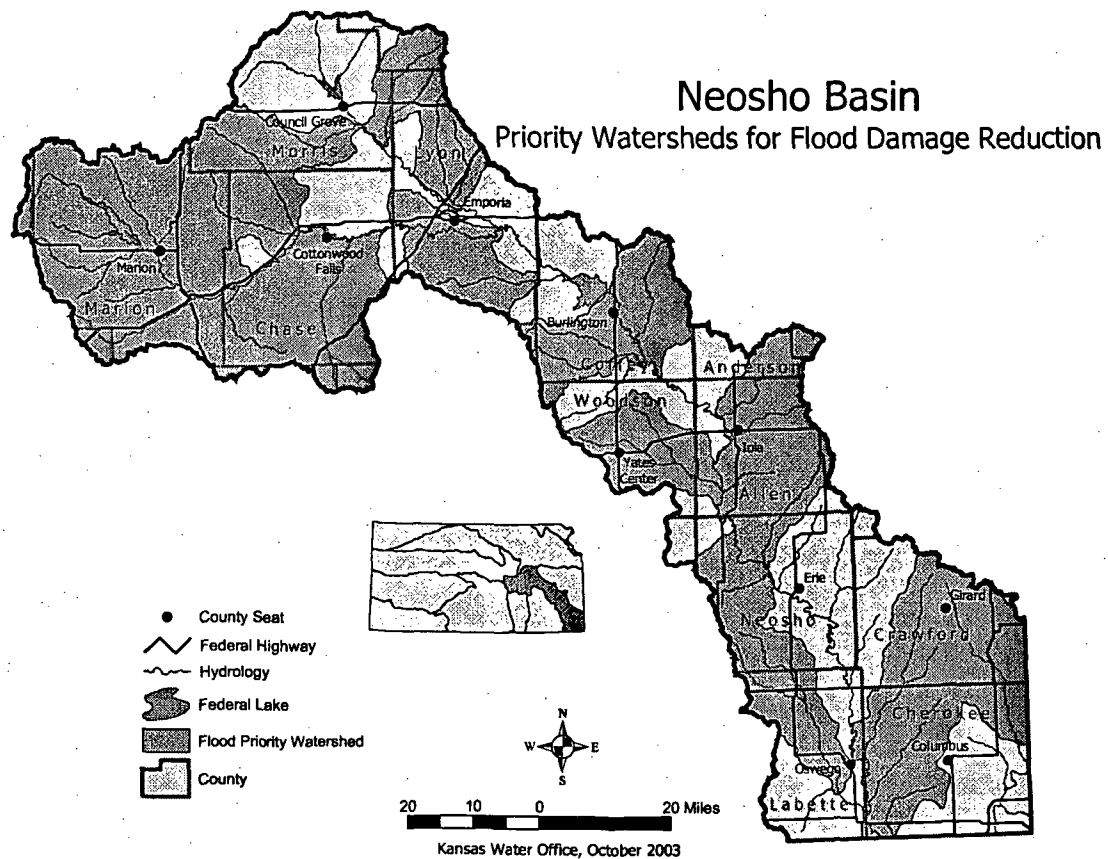 Neosho Basin
Priority Watersheds for Flood Damage Reduction
Council Grove
Morris
Lyon
Emporia
Marion
Cottonwood
Falls
Marion
Chase
Burlington
Coffey
Anderson
Woodson
Iola
Yates
Center
Allen
Erie
Girard
Neosho
Crawford
Cherokee
Columbus
Oswego
Labette
County Seat
Federal Highway
Hydrology
Federal Lake
Flood Priority Watershed
County
N
W E
S
20 10 0 20 Miles
Kansas Water Office, October 2003